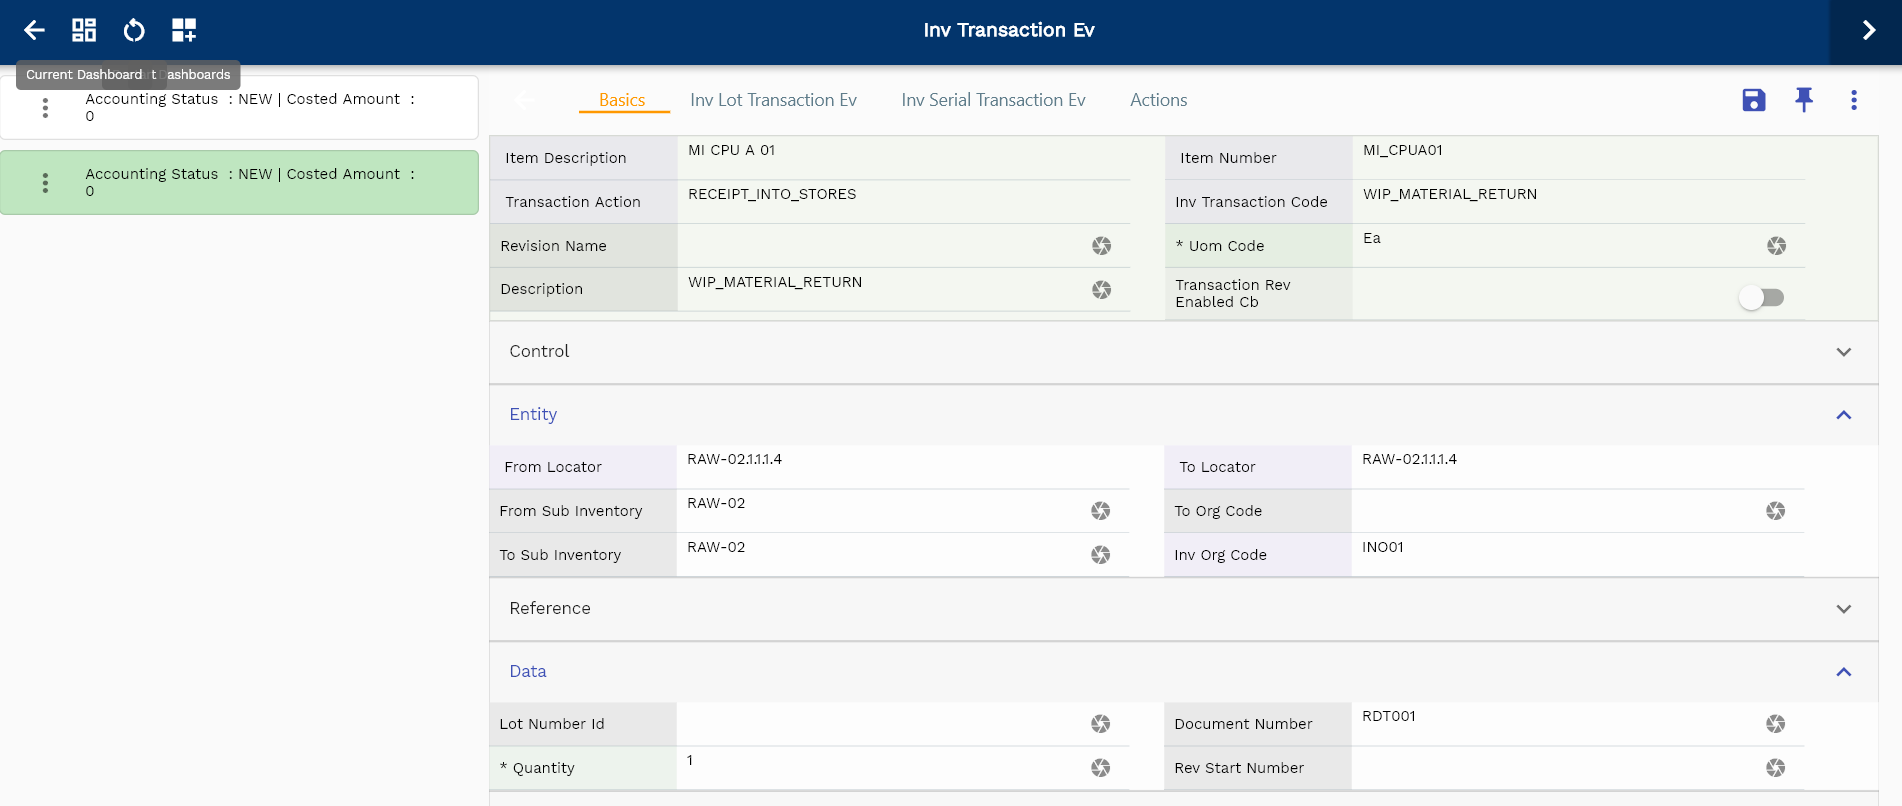 Inv Transaction Ev
Current Dashboard
t
ashboards
Accounting Status : NEW | Costed Amount :
0
Accounting Status : NEW | Costed Amount :
0
Basics
Inv Lot Transaction Ev
Inv Serial Transaction Ev
Actions
Item Description
MI CPU A 01
Item Number
MI_CPUA01
Transaction Action
RECEIPT_INTO_STORES
Inv Transaction Code
WIP_MATERIAL_RETURN
Revision Name
* Uom Code
Ea
Description
WIP_MATERIAL_RETURN
Transaction Rev
Enabled Cb
Control
Entity
From Locator
RAW-02.1.1.1.4
To Locator
RAW-02.1.1.1.4
From Sub Inventory
RAW-02
To Org Code
To Sub Inventory
RAW-02
Inv Org Code
INO01
Reference
Data
Lot Number Id
Document Number
RDT001
* Quantity
1
Rev Start Number